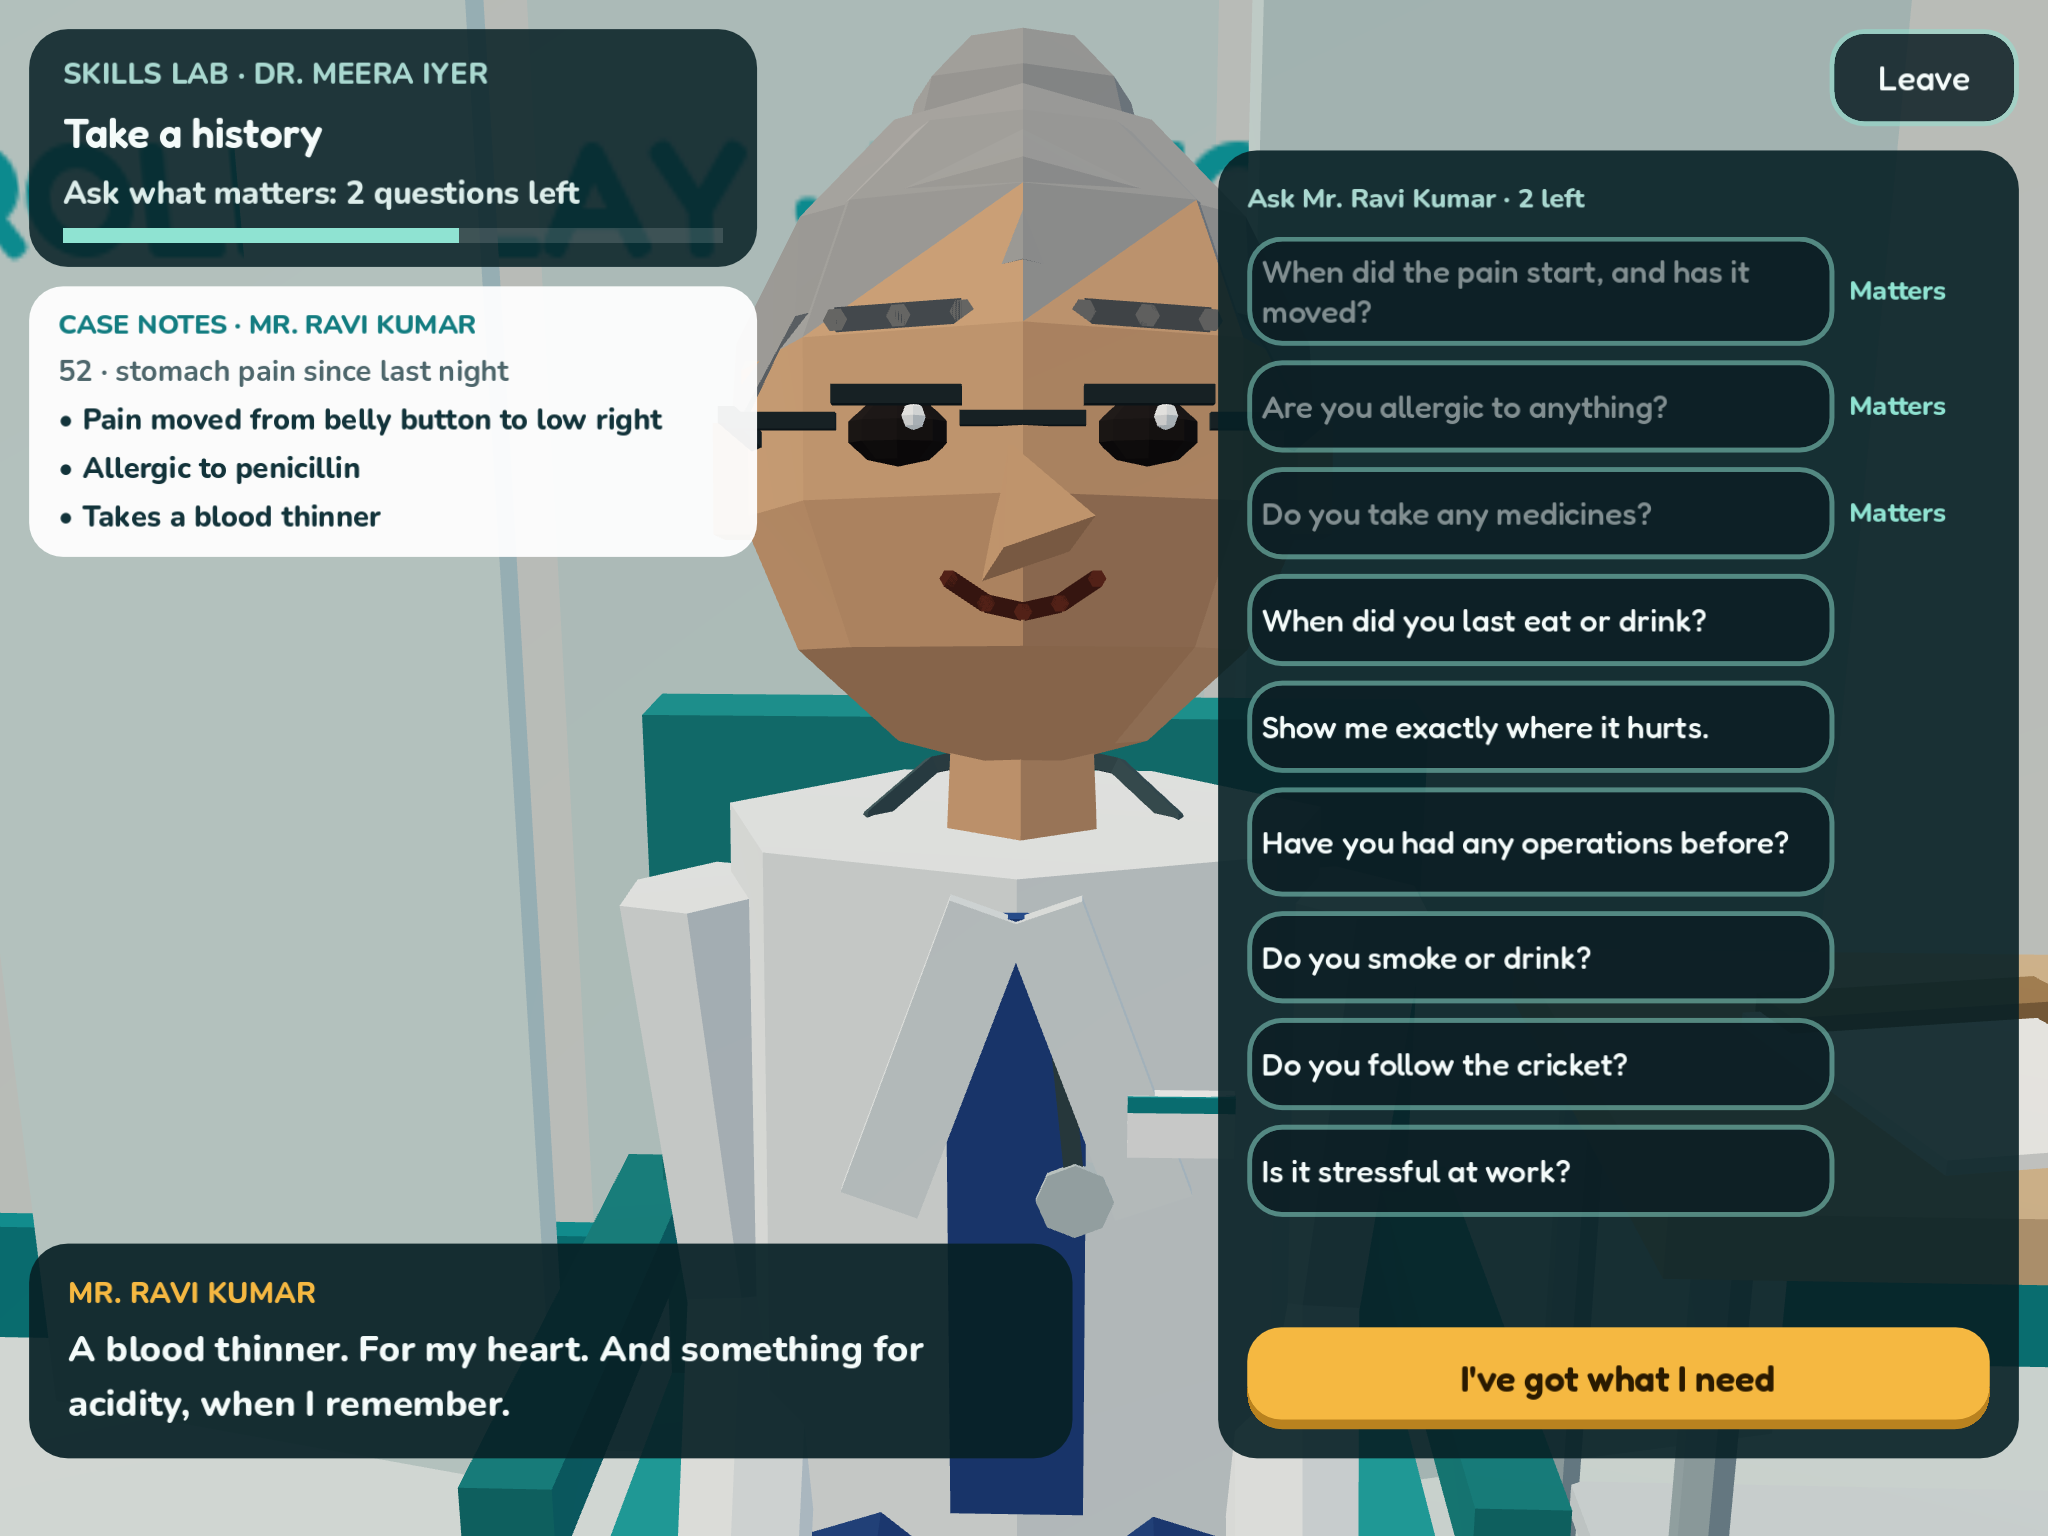 SKILLS LAB · DR. MEERA IYER
Take a history
Ask what matters: 2 questions left
CASE NOTES · MR. RAVI KUMAR
52 · stomach pain since last night
• Pain moved from belly button to low right
• Allergic to penicillin
• Takes a blood thinner
MR. RAVI KUMAR
A blood thinner. For my heart. And something for
acidity, when I remember.
Leave
Ask Mr. Ravi Kumar · 2 left
When did the pain start, and has it
moved?
Matters
Are you allergic to anything?
Matters
Do you take any medicines?
Matters
When did you last eat or drink?
Show me exactly where it hurts.
Have you had any operations before?
Do you smoke or drink?
Do you follow the cricket?
Is it stressful at work?
I've got what I need